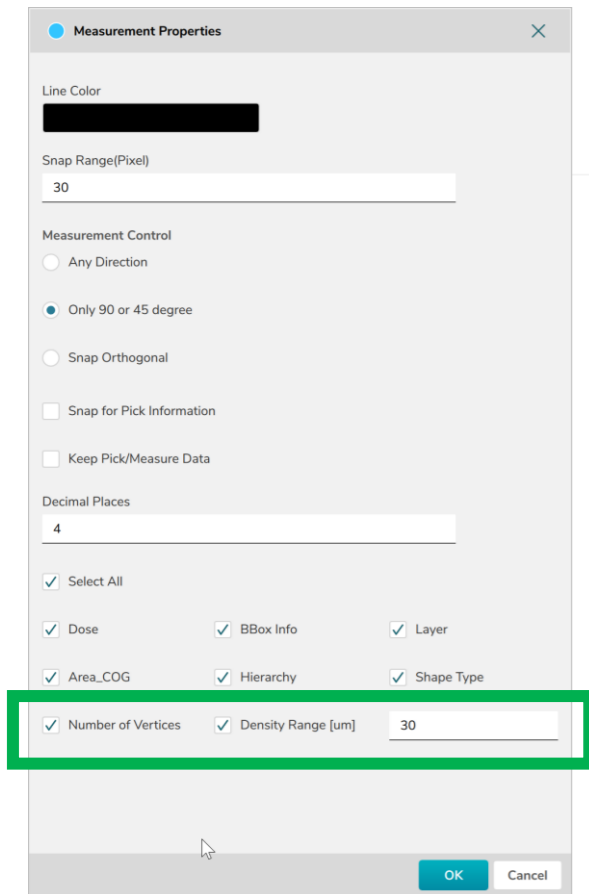 Measurement Properties
Line Color
Snap Range(Pixel)
30
Measurement Control
Any Direction
Only 90 or 45 degree
Snap Orthogonal
Snap for Pick Information
Keep Pick/Measure Data
Decimal Places
4
Select All
Dose BBox Info Layer
Area_COG Hierarchy Shape Type
Number of Vertices Density Range [um] 30
OK Cancel